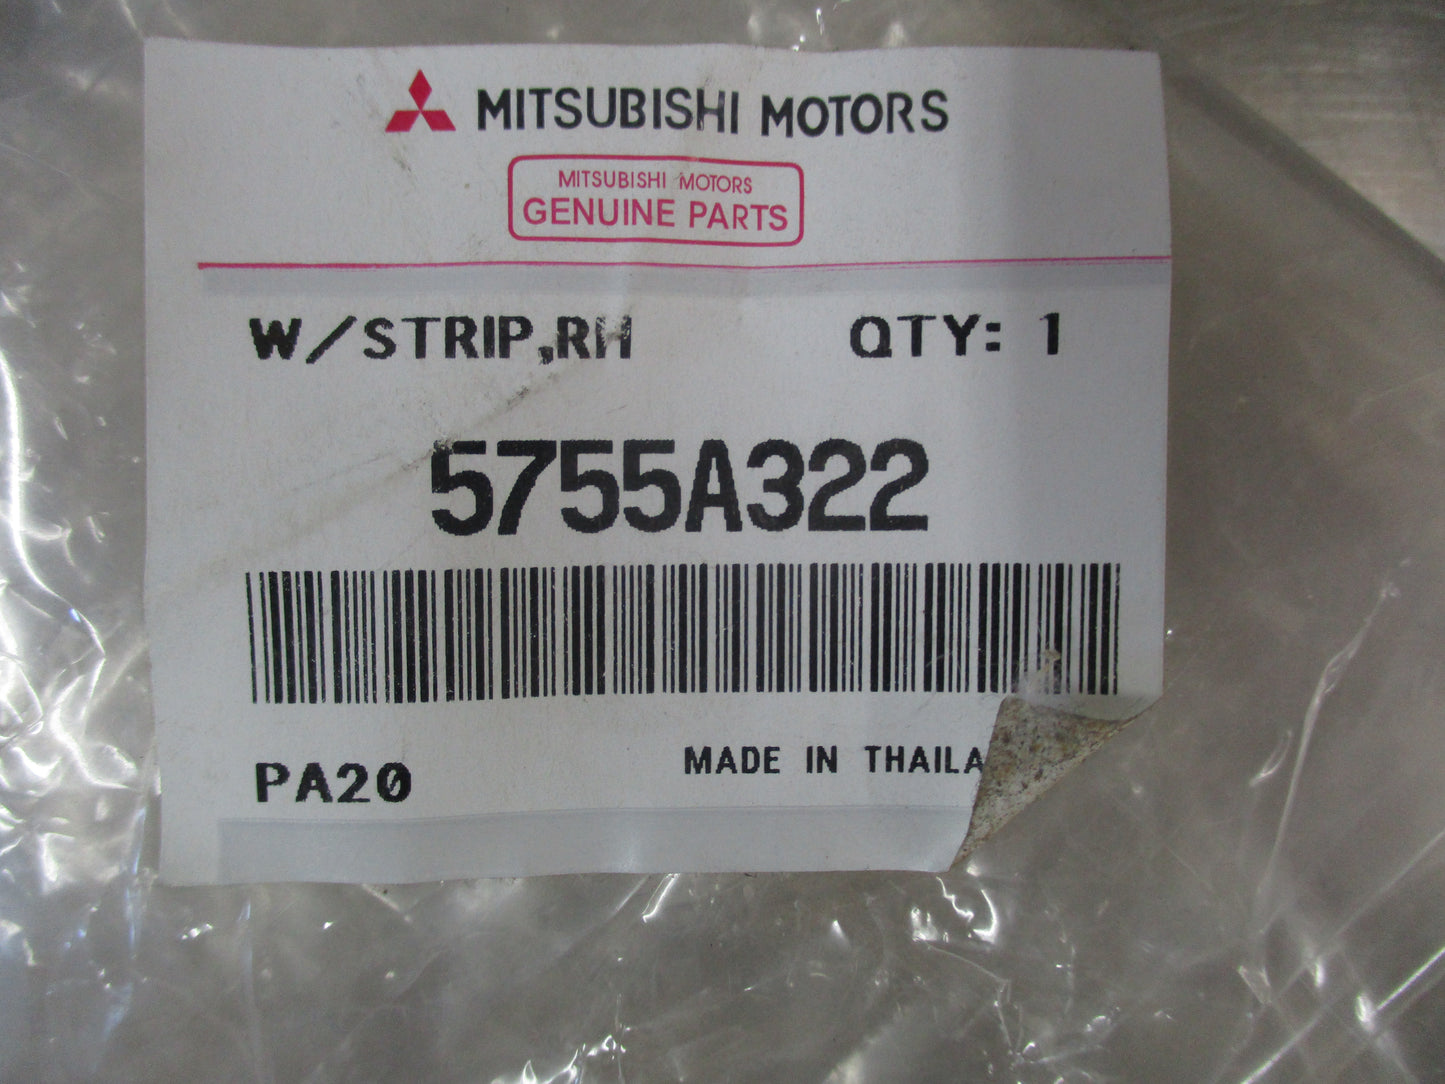 MITSUBISHI MOTORS
MITSUBISHI MOTORS
GENUINE PARTS
W/STRIP,RH QTY: 1
5755A322
PA20 MADE IN THAILA